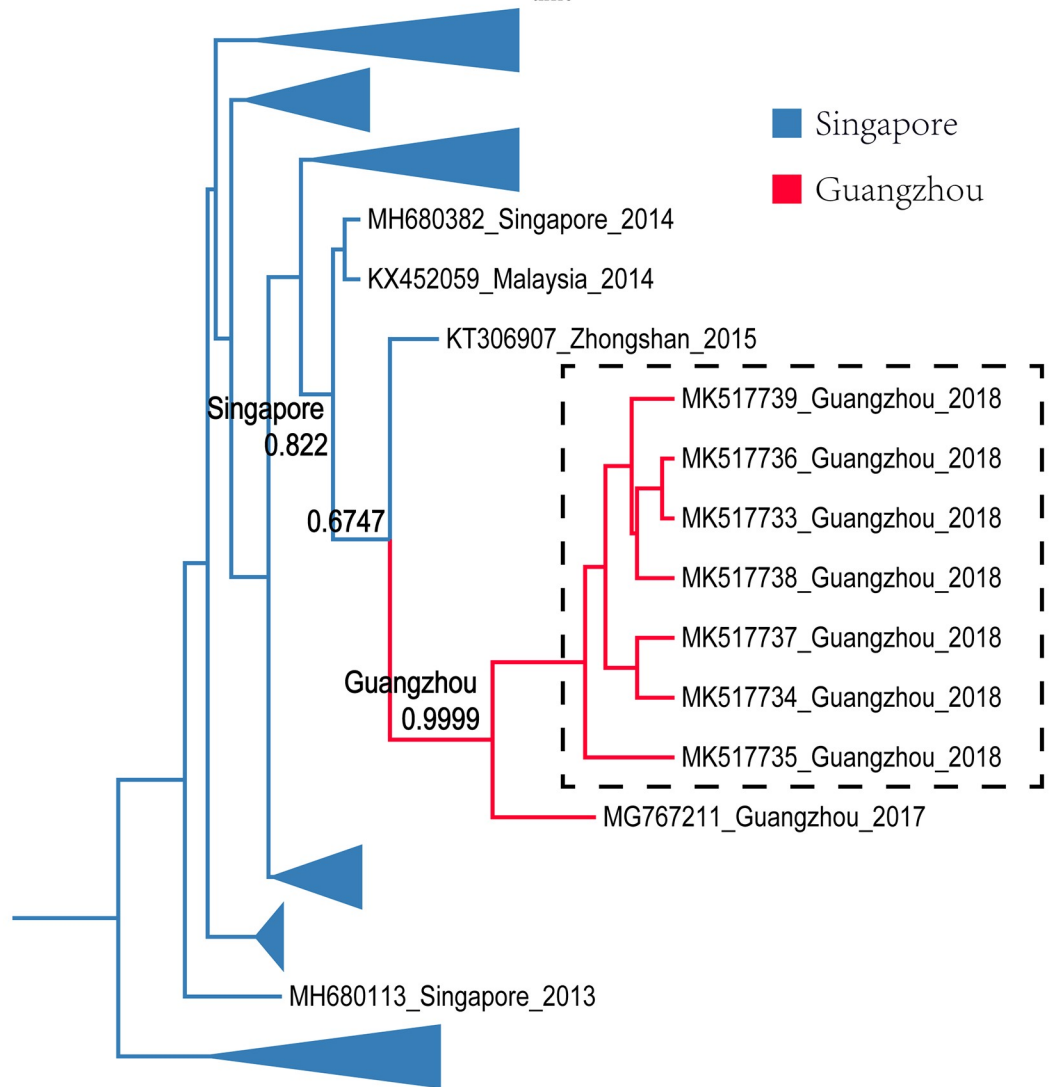 Singapore
Guangzhou
MH680382_Singapore_2014
KX452059_Malaysia_2014
KT306907_Zhongshan_2015
MK517739_Guangzhou_2018
Singapore
0.822
MK517736_Guangzhou_2018
MK517733_Guangzhou_2018
0.6747
MK517738_Guangzhou_2018
MK517737_Guangzhou_2018
Guangzhou
0.9999
MK517734_Guangzhou_2018
MK517735_Guangzhou_2018
MG767211_Guangzhou_2017
MH680113_Singapore_2013